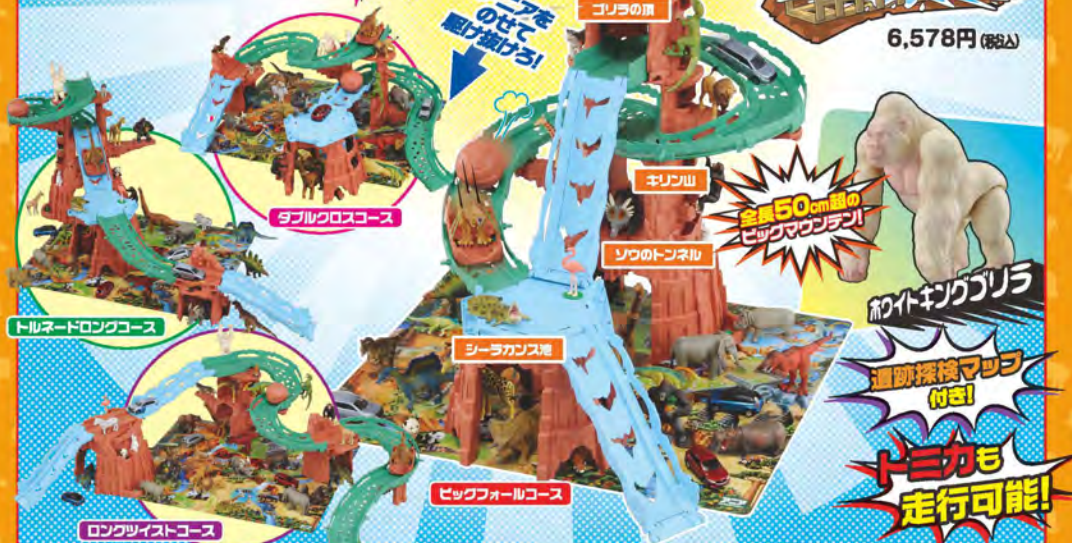 ゴリラの頂
アを
のせて
駆け抜けろ!
6,578円(税込)
ダブルクロスコース
キリン山
全長50cm超の
ビッグマウンテン!
ゾウのトンネル
ホワイトキングゴリラ
トルネードロングコース
シーラカンス池
遺跡探検マップ
付き!
トミカも
走行可能!
ビッグフォールコース
ロングツイストコース